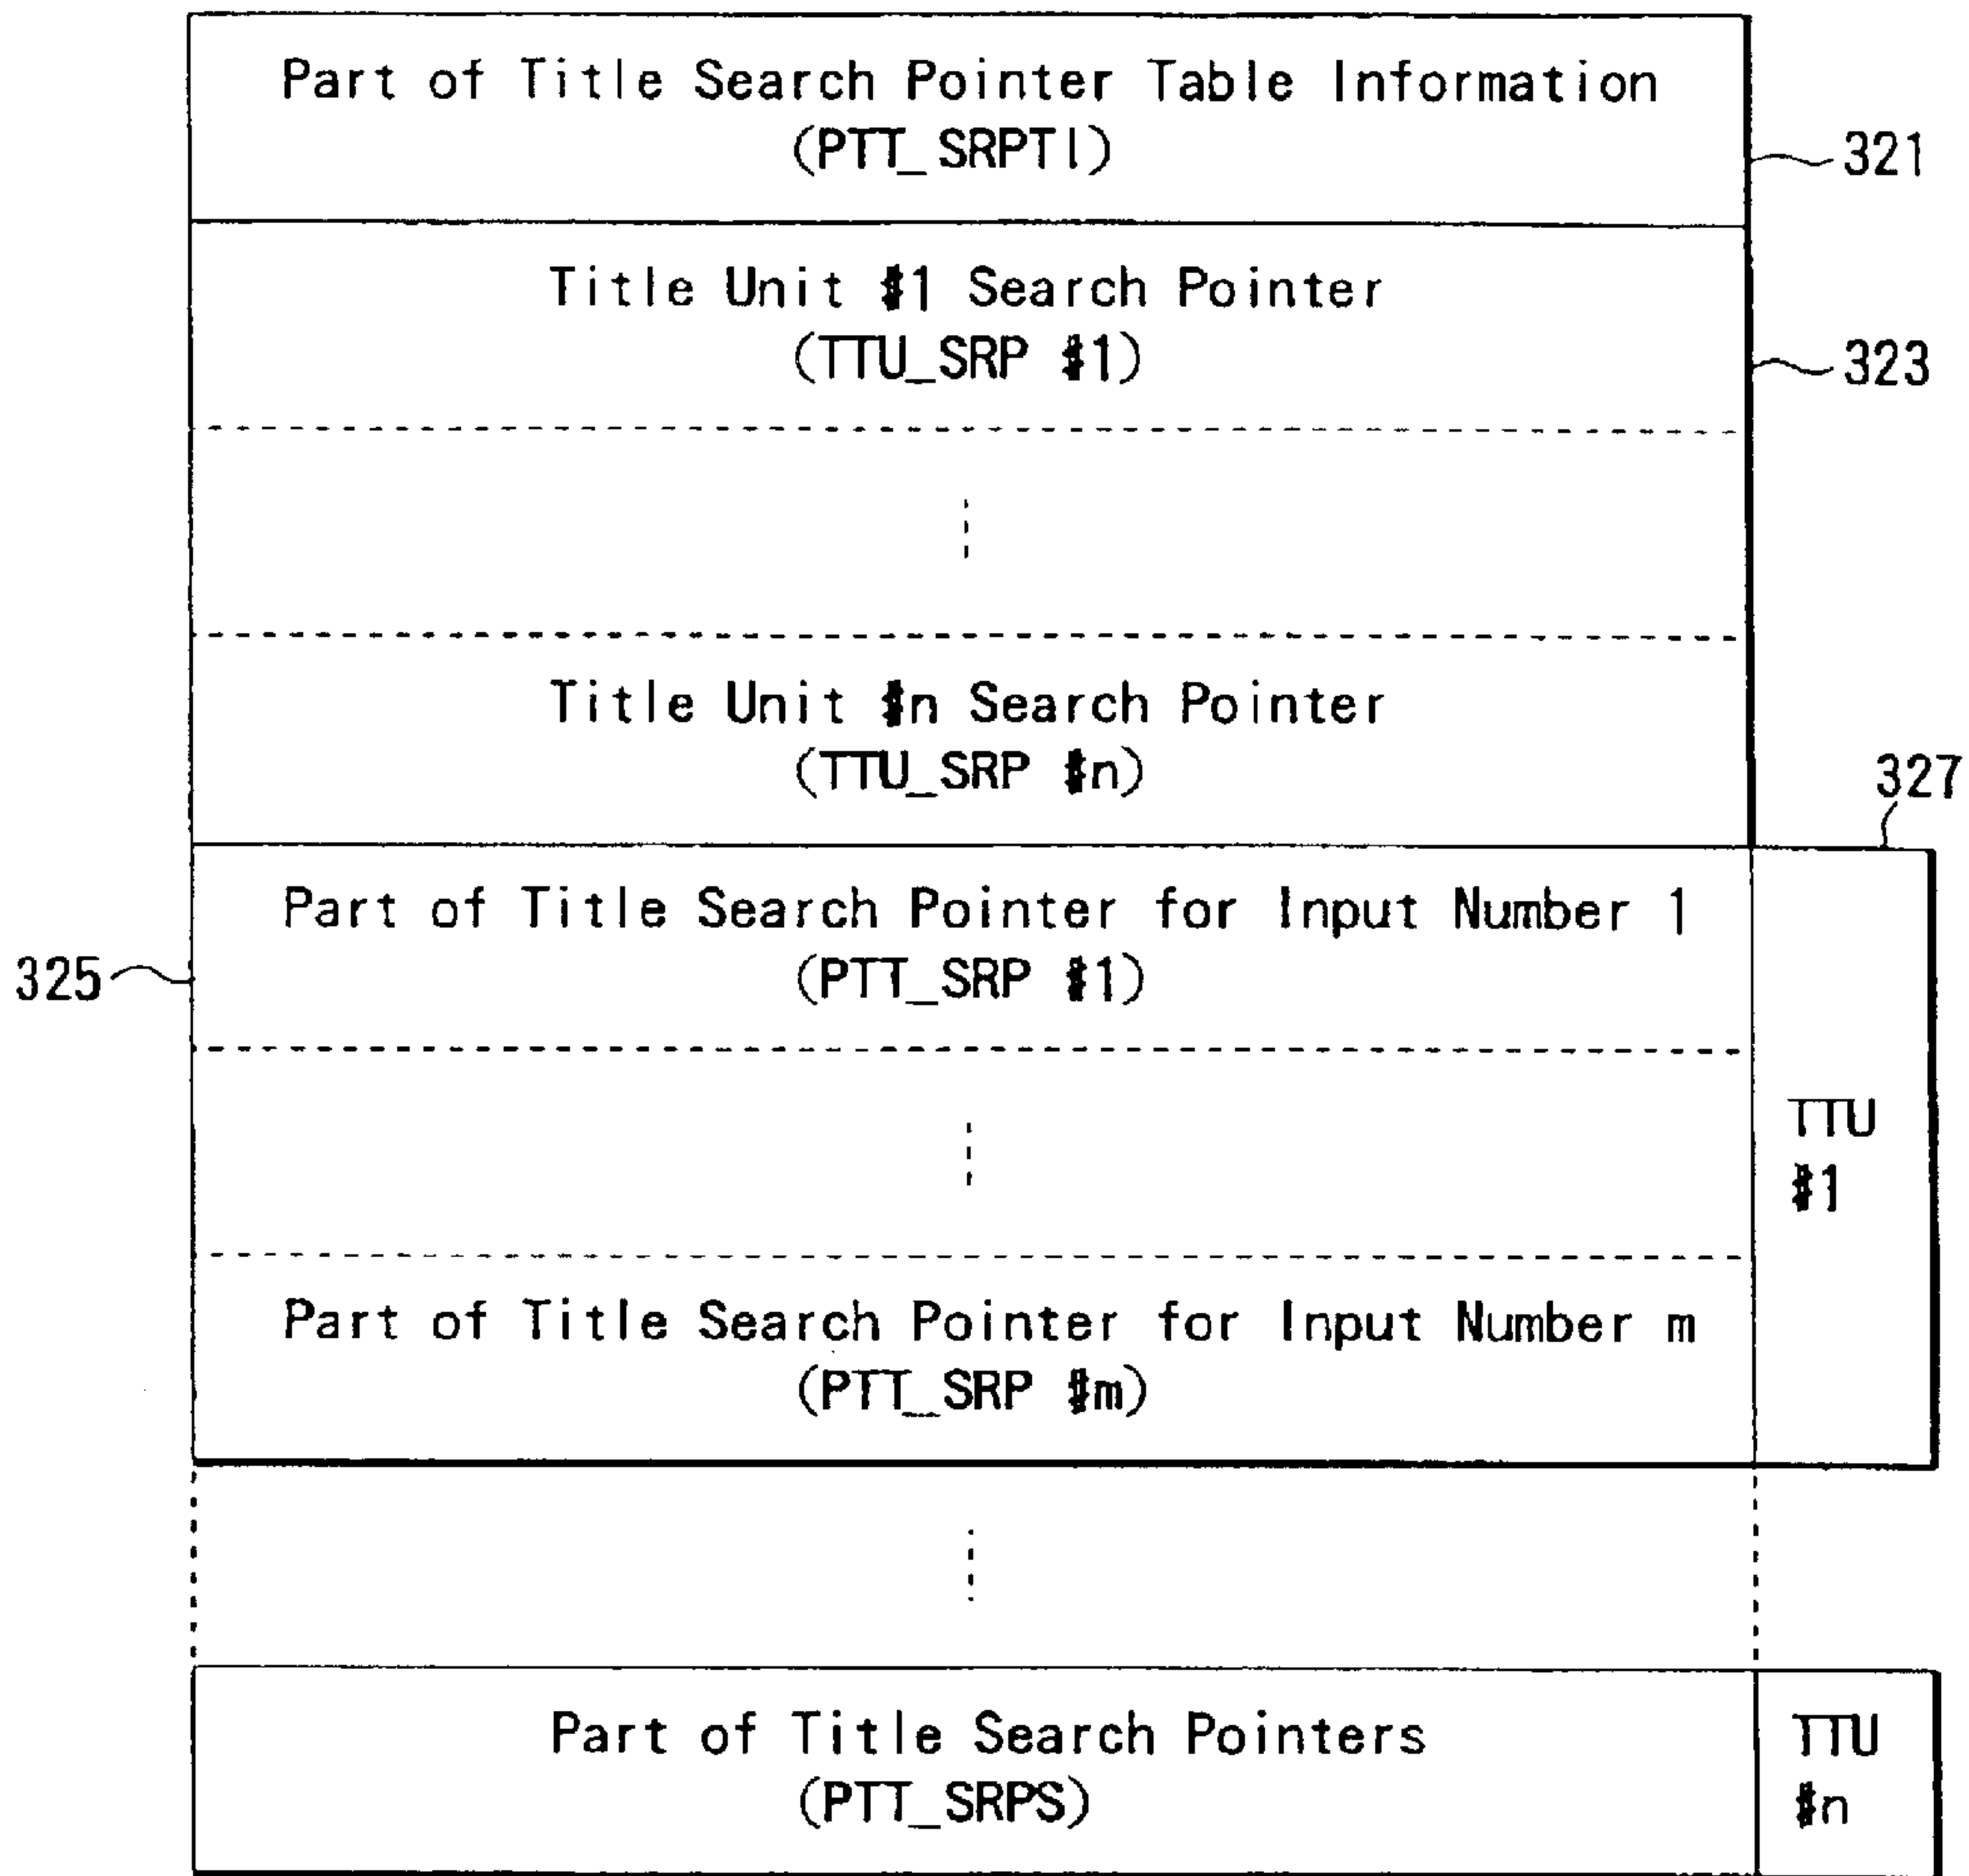 Part of Title Search Pointer Table Information
(PTT_SRPTI)
321
Title Unit #1 Search Pointer
(TTU_SRP #1)
323
Title Unit #n Search Pointer
(TTU_SRP #n)
327
Part of Title Search Pointer for Input Number 1
(PTT_SRP #1)
325
TTU
#1
Part of Title Search Pointer for Input Number m
(PTT_SRP #m)
Part of Title Search Pointers
(PTT_SRPS)
TTU
#n